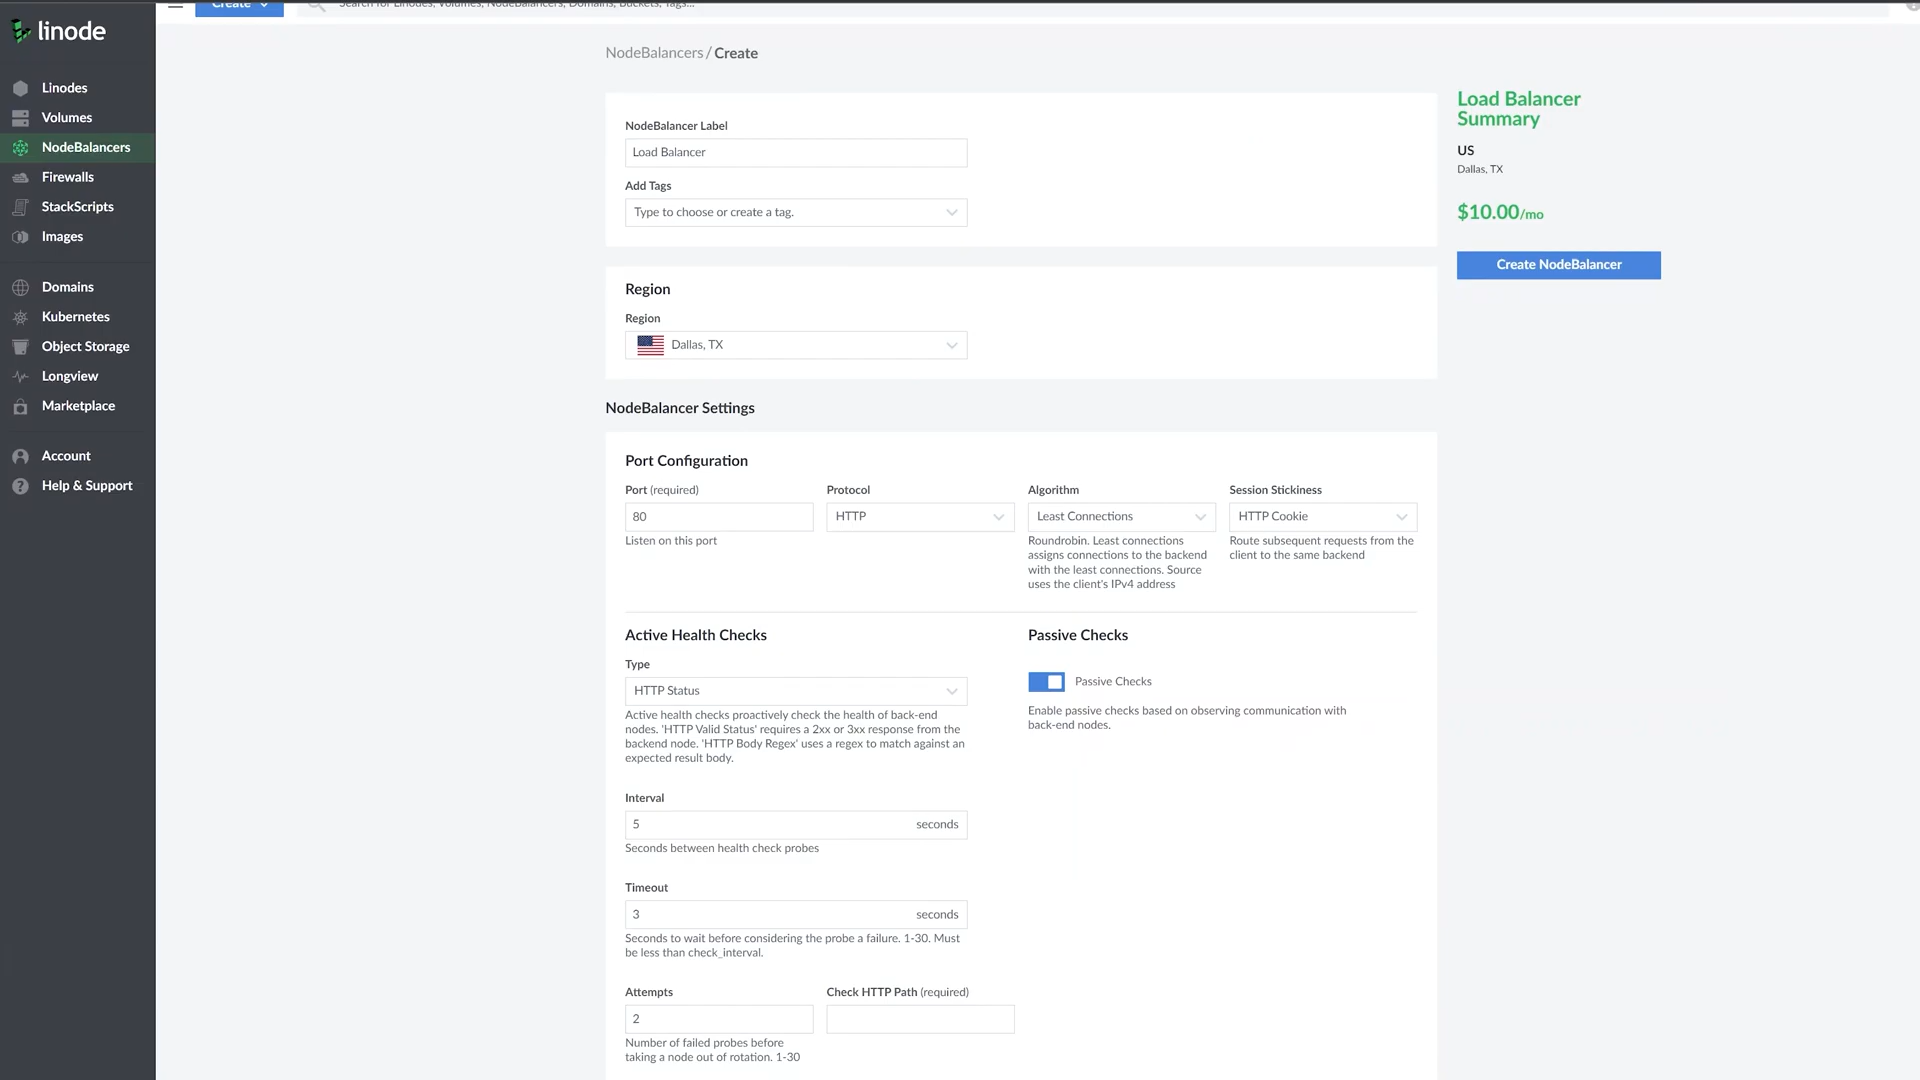 Create
Search for Linodes, Volumes, NodeBalancers, Domains, Buckets, Tags...
linode
Linodes
Volumes
NodeBalancers
Firewalls
StackScripts
Images
Domains
Kubernetes
Object Storage
Longview
Marketplace
Account
Help & Support
NodeBalancers / Create
NodeBalancer Label
Load Balancer
Add Tags
Type to choose or create a tag.
Region
Region
Dallas, TX
NodeBalancer Settings
Port Configuration
Port (required)
80
Listen on this port
Protocol
HTTP
Algorithm
Least Connections
Roundrobin. Least connections
assigns connections to the backend
with the least connections. Source
uses the client's IPv4 address
Session Stickiness
HTTP Cookie
Route subsequent requests from the
client to the same backend
Active Health Checks
Type
HTTP Status
Active health checks proactively check the health of back-end
nodes. 'HTTP Valid Status' requires a 2xx or 3xx response from the
backend node. 'HTTP Body Regex' uses a regex to match against an
expected result body.
Interval
5 seconds
Seconds between health check probes
Timeout
3 seconds
Seconds to wait before considering the probe a failure. 1-30. Must
be less than check_interval.
Attempts
2
Number of failed probes before
taking a node out of rotation. 1-30
Check HTTP Path (required)
Passive Checks
Passive Checks
Enable passive checks based on observing communication with
back-end nodes.
Load Balancer
Summary
US
Dallas, TX
$10.00/mo
Create NodeBalancer